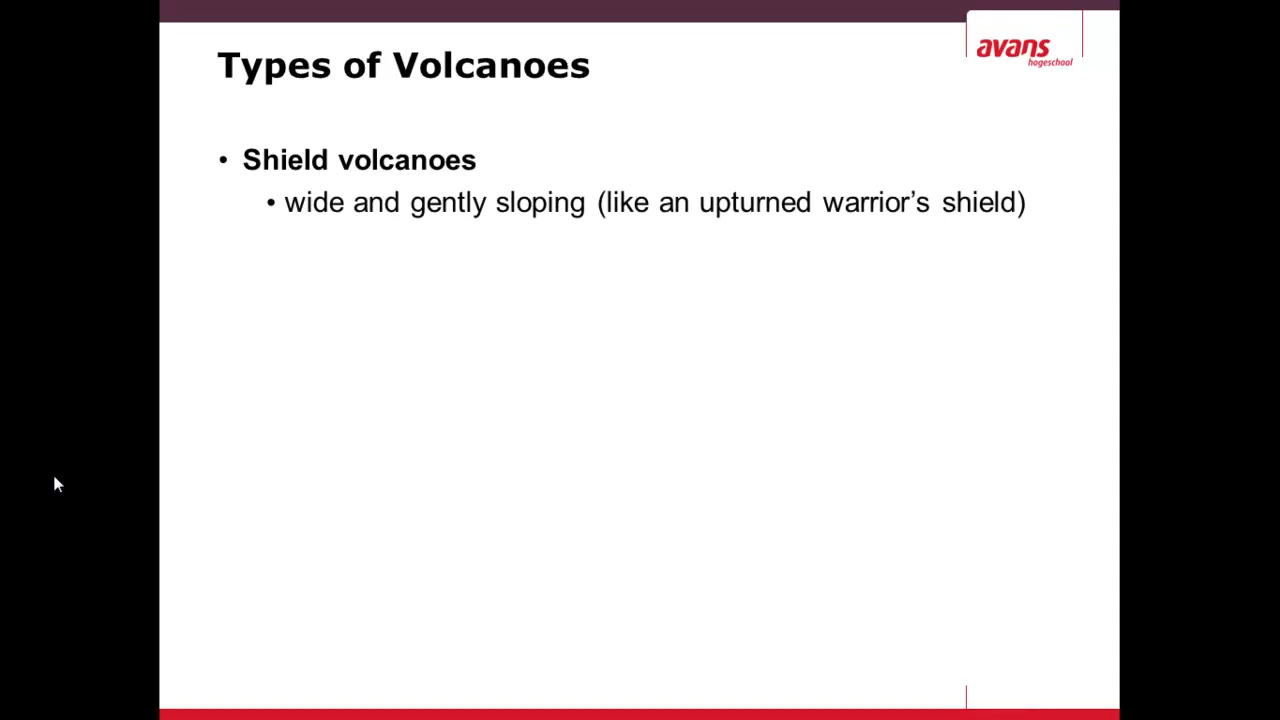 avans
hogeschool
Types of Volcanoes
• Shield volcanoes
• wide and gently sloping (like an upturned warrior’s shield)